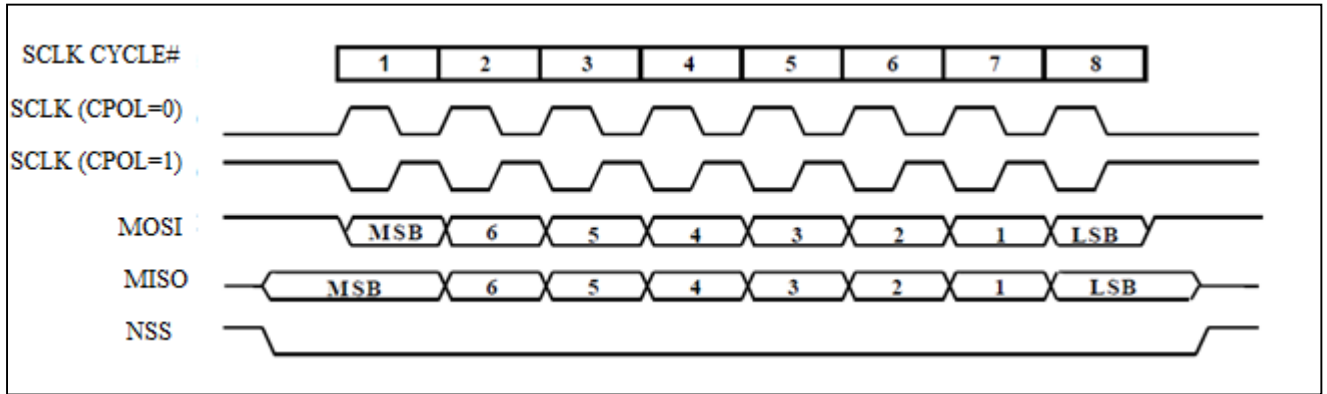 SCLK CYCLE# 1 2 3 4 5 6 7 8
SCLK (CPOL=0)
SCLK (CPOL=1)
MOSI MSB 6 5 4 3 2 1 LSB
MISO MSB 6 5 4 3 2 1 LSB
NSS